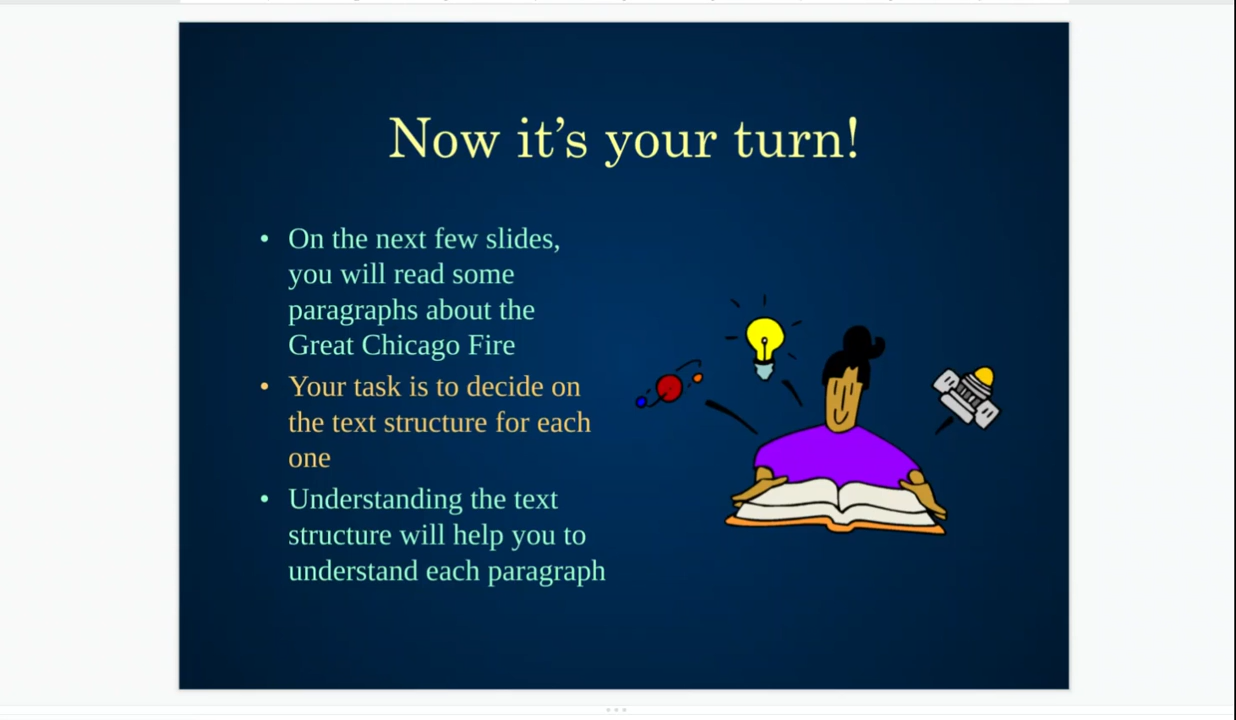 Now it's your turn!
• On the next few slides,
you will read some
paragraphs about the
Great Chicago Fire
• Your task is to decide on
the text structure for each
one
• Understanding the text
structure will help you to
understand each paragraph